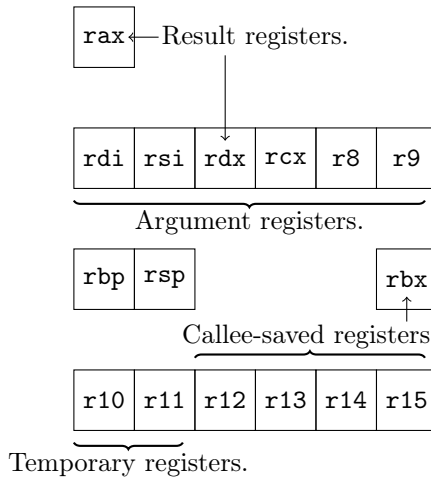 rax Result registers.
rdi rsi rdx rcx r8 r9
Argument registers.
rbp rsp rbx
Callee-saved registers
r10 r11 r12 r13 r14 r15
Temporary registers.